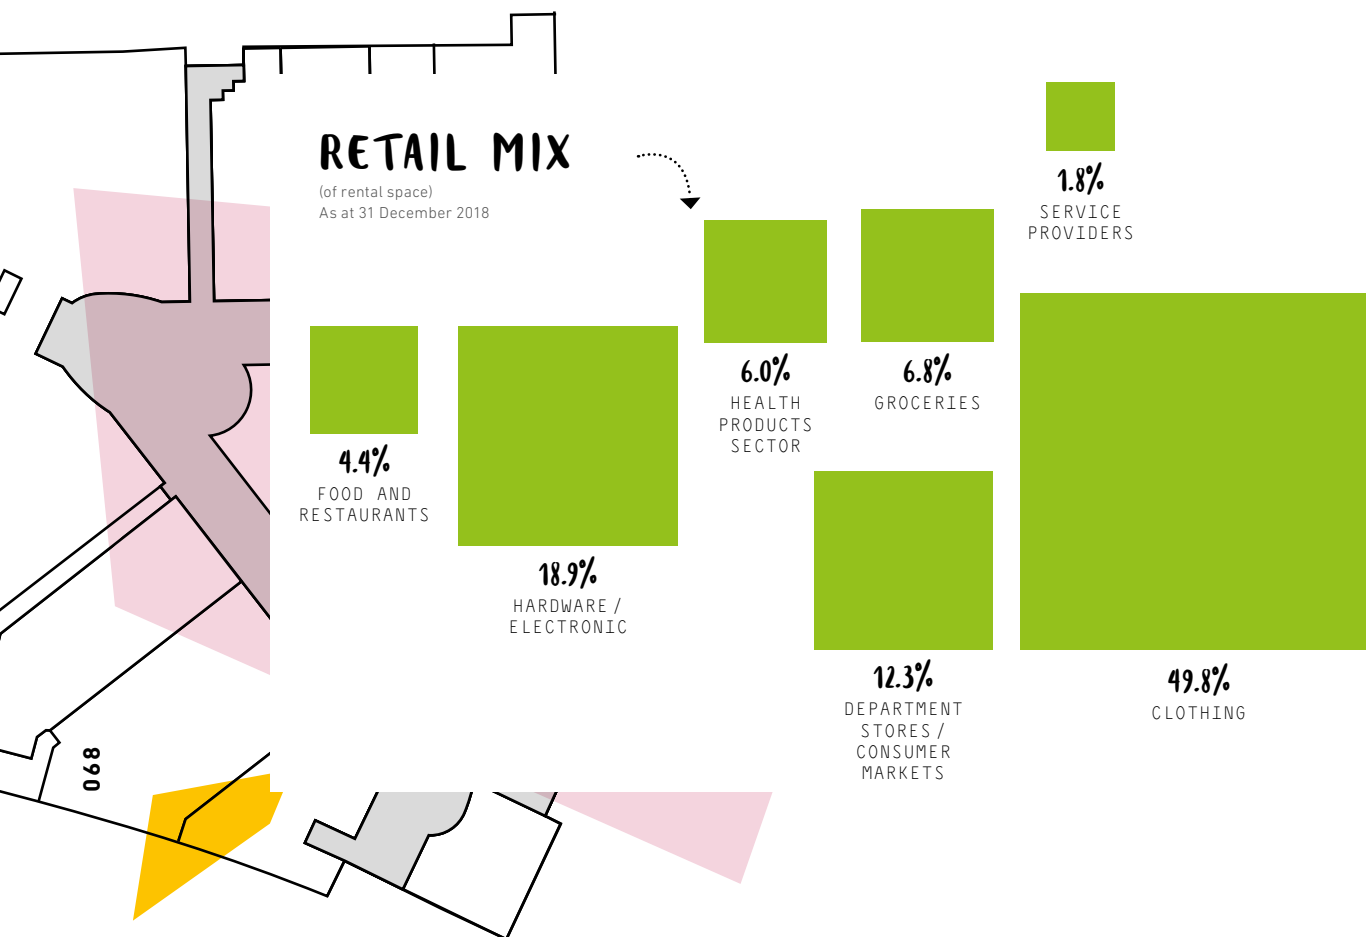 RETAIL MIX
(of rental space)
As at 31 December 2018
1.8%
SERVICE
PROVIDERS
6.0%
HEALTH
PRODUCTS
SECTOR
6.8%
GROCERIES
4.4%
FOOD AND
RESTAURANTS
18.9%
HARDWARE /
ELECTRONIC
12.3%
DEPARTMENT
STORES /
CONSUMER
MARKETS
49.8%
CLOTHING
068